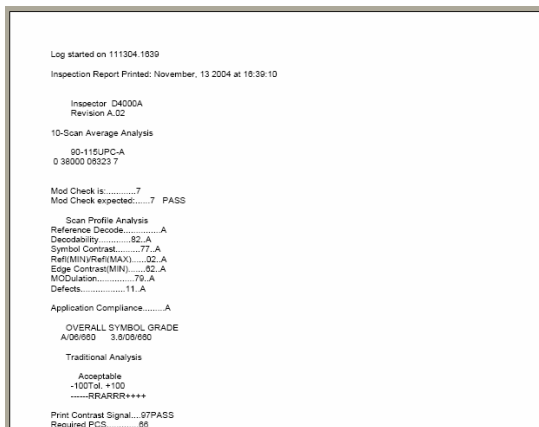 Log started on 111304.1639
Inspection Report Printed: November, 13 2004 at 16:39:10
Inspector D4000A
Revision A.02
10-Scan Average Analysis
90-115UPC-A
0 38000 06323 7
Mod Check is:............7
Mod Check expected:......7 PASS
Scan Profile Analysis
Reference Decode..............A
Decodability............82..A
Symbol Contrast.........77..A
Refl(MIN)/Refl(MAX)......02..A
Edge Contrast(MIN).......62..A
MODulation..............79..A
Defects.................11..A
Application Compliance.........A
OVERALL SYMBOL GRADE
A/06/660 3.8/06/660
Traditional Analysis
Acceptable
-100Tol. +100
------RRARRR++++
Print Contrast Signal....97PASS
Required PCS............66